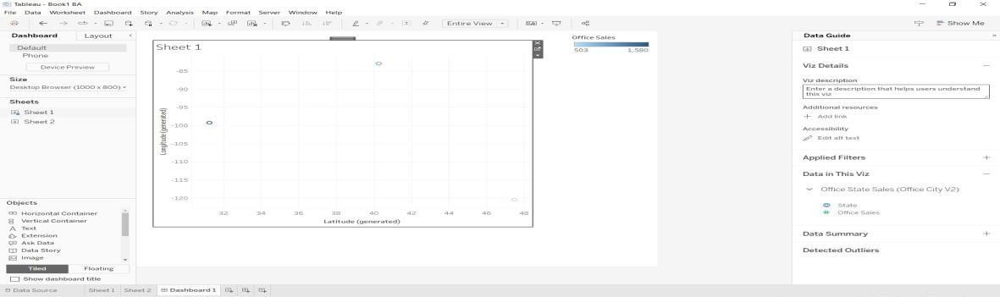 Tableau - Book1 BA
File Data Worksheet Dashboard Story Analysis Map Format Server Window Help
Entire View
Show Me
Dashboard Layout
Default
Phone
Device Preview
Size
Desktop Browser (1000 x 800)
Sheets
Sheet 1
Sheet 2
Objects
Horizontal Container
Vertical Container
Text
Extension
Ask Data
Data Story
Image
Tiled Floating
Show dashboard title
Sheet 1
Longitude (generated)
-85
-90
-95
-100
-105
-110
-115
-120
32 34 36 38 40 42 44 46 48
Latitude (generated)
Office Sales
503 1,580
Data Guide
Sheet 1
Viz Details
Viz description
Enter a description that helps users understand
this viz
Additional resources
Add link
Accessibility
Edit alt text
Applied Filters
Data in This Viz
Office State Sales (Office City V2)
State
Office Sales
Data Summary
Detected Outliers
Data Source Sheet 1 Sheet 2 Dashboard 1